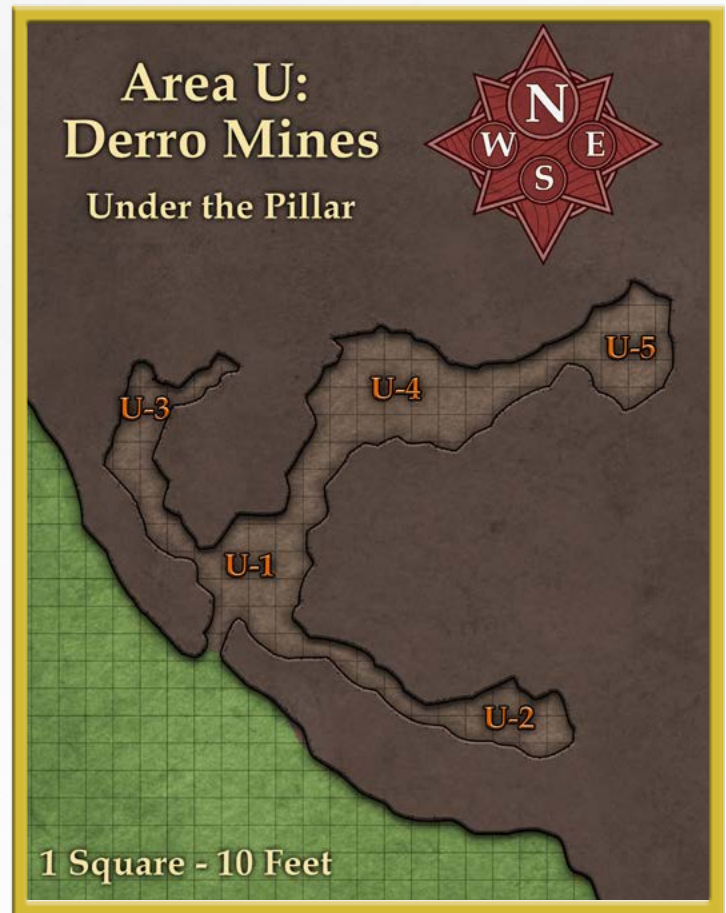 Area U:
Derro Mines
Under the Pillar
N
W
E
S
U-5
U-4
U-3
U-1
U-2
1 Square - 10 Feet